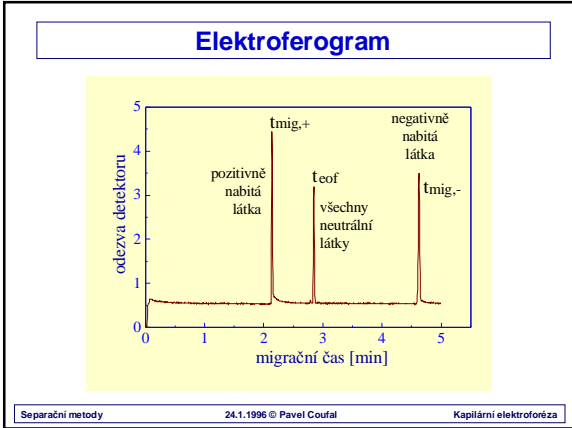 Elektroferogram
5
4
3
2
1
0
odezva detektoru
tmig,+
pozitivně
nabitá
látka
teof
všechny
neutrální
látky
negativně
nabitá
látka
tmig,-
0 1 2 3 4 5
migrační čas [min]
Separační metody 24.1.1996 © Pavel Coufal Kapilární elektroforéza